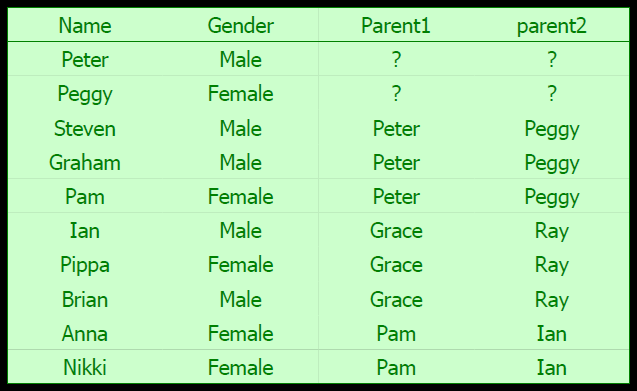 Name Gender Parent1 parent2
Peter Male ? ?
Peggy Female ? ?
Steven Male Peter Peggy
Graham Male Peter Peggy
Pam Female Peter Peggy
Ian Male Grace Ray
Pippa Female Grace Ray
Brian Male Grace Ray
Anna Female Pam Ian
Nikki Female Pam Ian